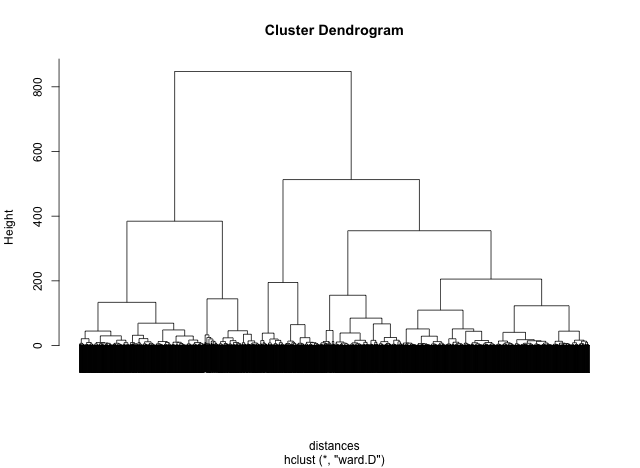 Cluster Dendrogram
Height
800
600
400
200
0
distances
hclust (*, "ward.D")